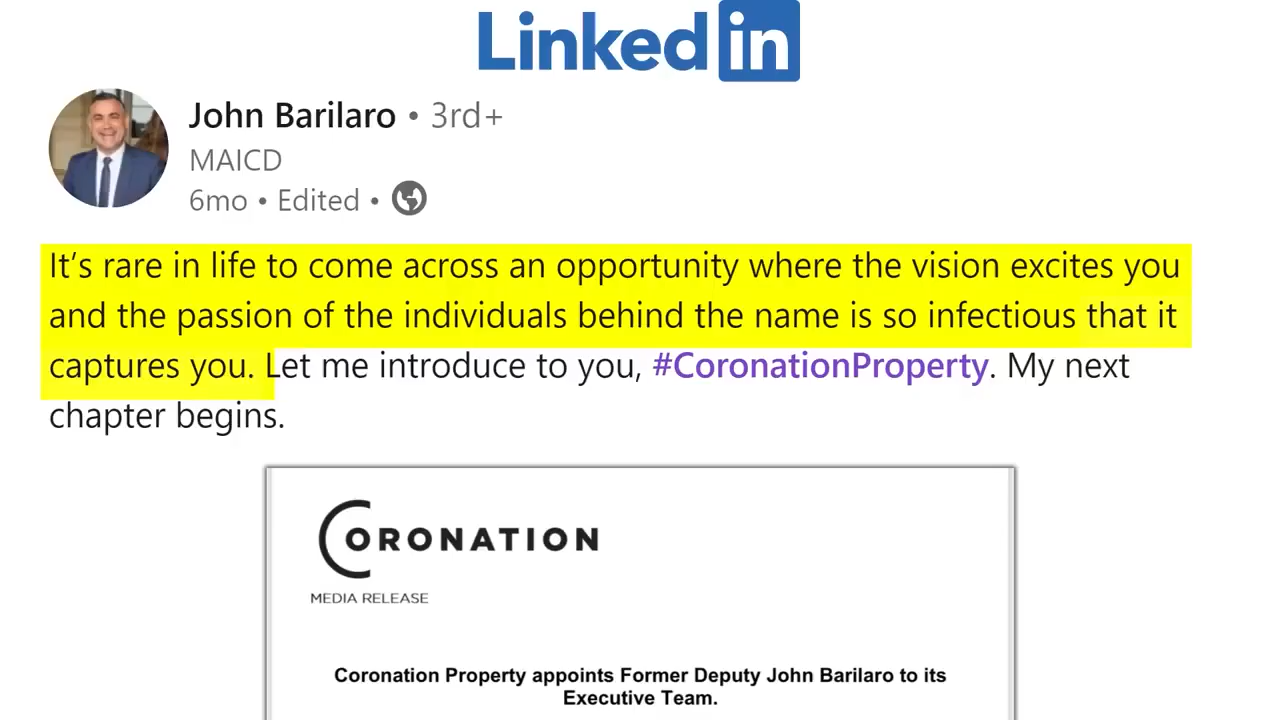 Linkedin
John Barilaro • 3rd+
MAICD
6mo • Edited •
It’s rare in life to come across an opportunity where the vision excites you
and the passion of the individuals behind the name is so infectious that it
captures you. Let me introduce to you, #CoronationProperty. My next
chapter begins.
CORONATION
MEDIA RELEASE
Coronation Property appoints Former Deputy John Barilaro to its
Executive Team.